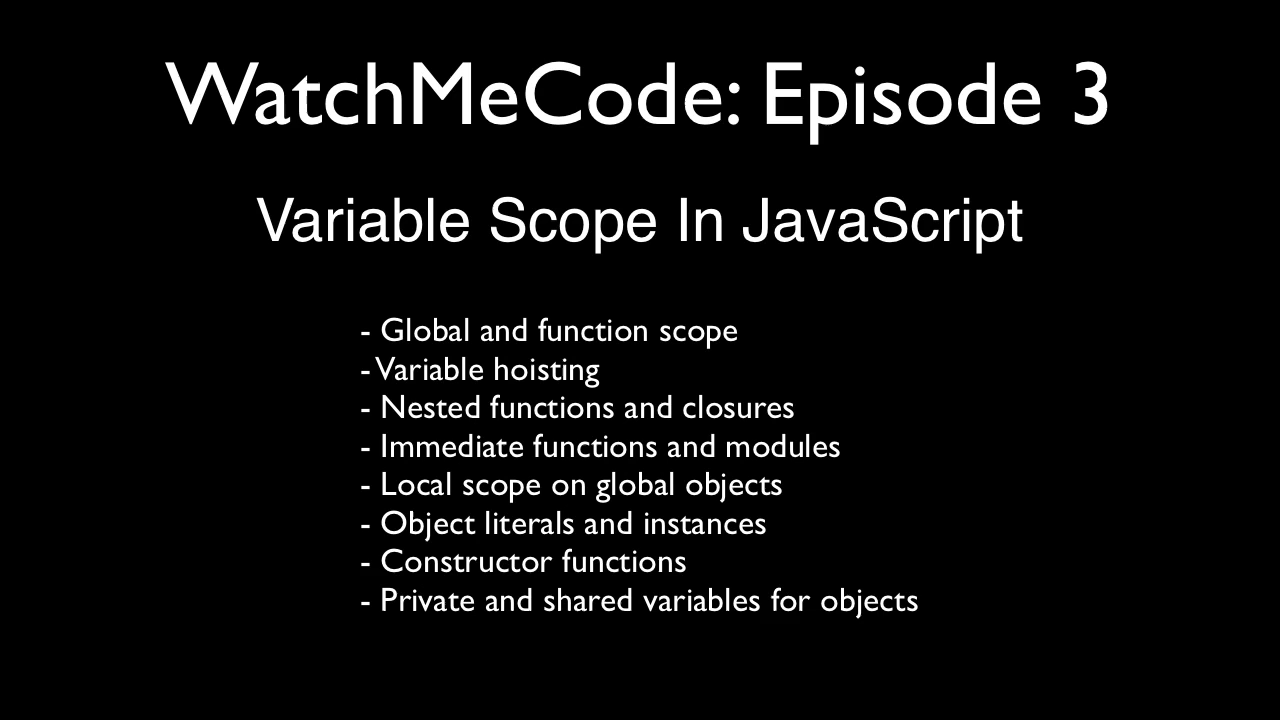 WatchMeCode: Episode 3
Variable Scope In JavaScript
- Global and function scope
- Variable hoisting
- Nested functions and closures
- Immediate functions and modules
- Local scope on global objects
- Object literals and instances
- Constructor functions
- Private and shared variables for objects